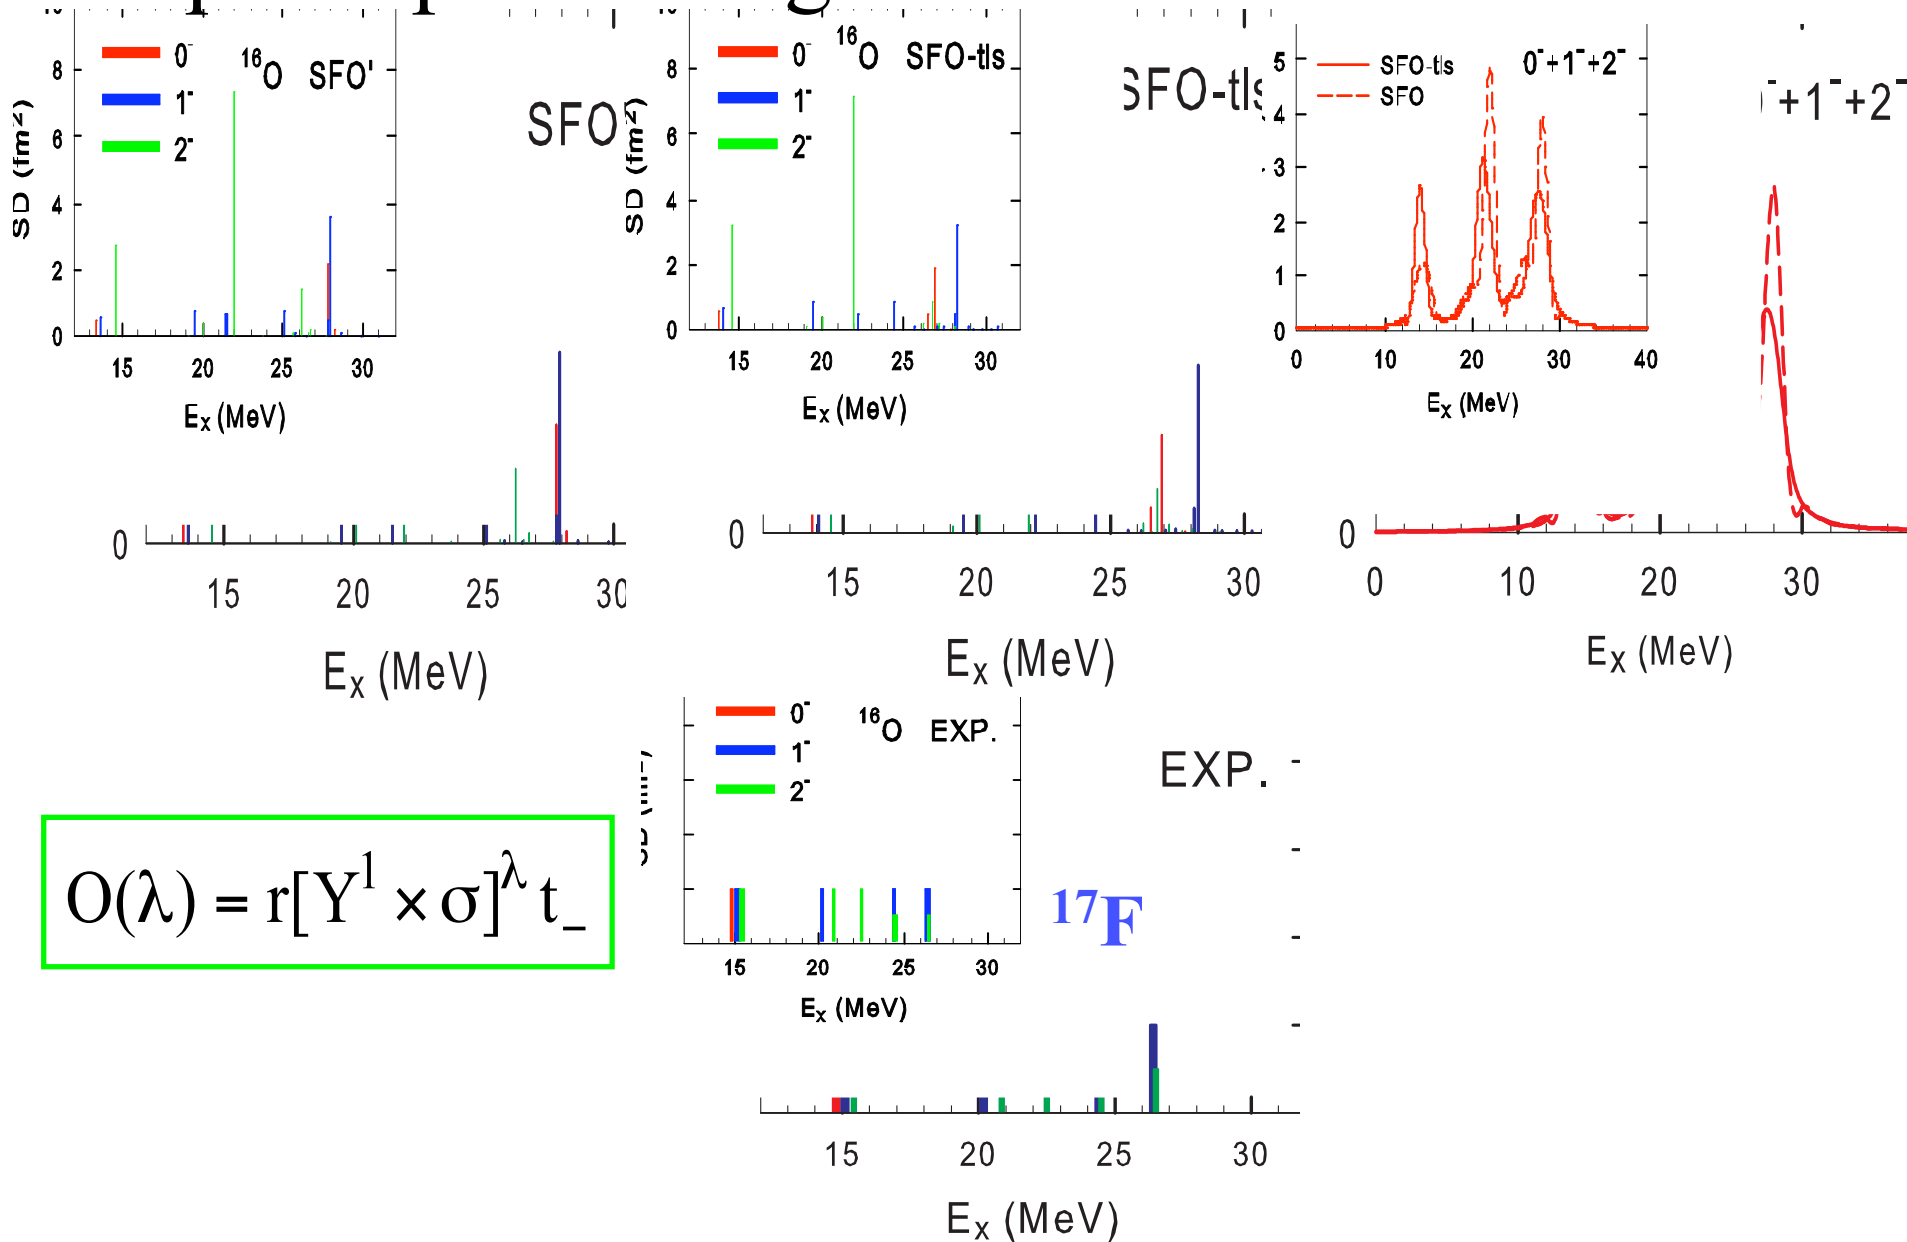 10
8
6
4
2
0
SD (fm²)
0⁻
1⁻
2⁻
¹⁶O SFO'
15 20 25 30
Eₓ (MeV)
SFO
0
15 20 25 30
Eₓ (MeV)
8
6
4
2
0
SD (fm²)
0⁻
1⁻
2⁻
¹⁶O SFO-tls
15 20 25 30
Eₓ (MeV)
SFO-tls
0
15 20 25 30
Eₓ (MeV)
5
4
3
2
1
0
SFO-tls
SFO
0⁻+1⁻+2⁻
0 10 20 30 40
Eₓ (MeV)
⁻+1⁻+2⁻
0
0 10 20 30
Eₓ (MeV)
O(λ) = r[Y¹ × σ]^λ t₋
0⁻
1⁻
2⁻
¹⁶O EXP.
15 20 25 30
Eₓ (MeV)
EXP.
¹⁷F
15 20 25 30
Eₓ (MeV)